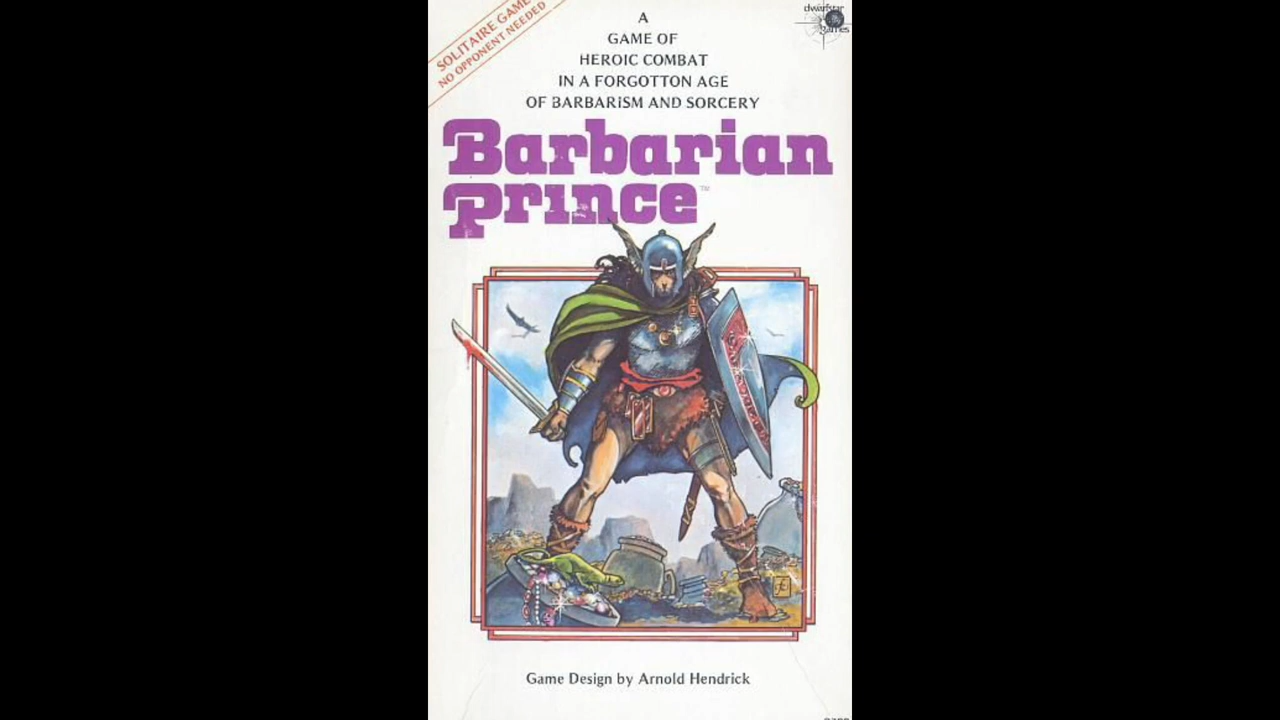 SOLITAIRE GAME
NO OPPONENT NEEDED
A
GAME OF
HEROIC COMBAT
IN A FORGOTTON AGE
OF BARBARISM AND SORCERY
dwarfstar
games
Barbarian
Prince™
Game Design by Arnold Hendrick